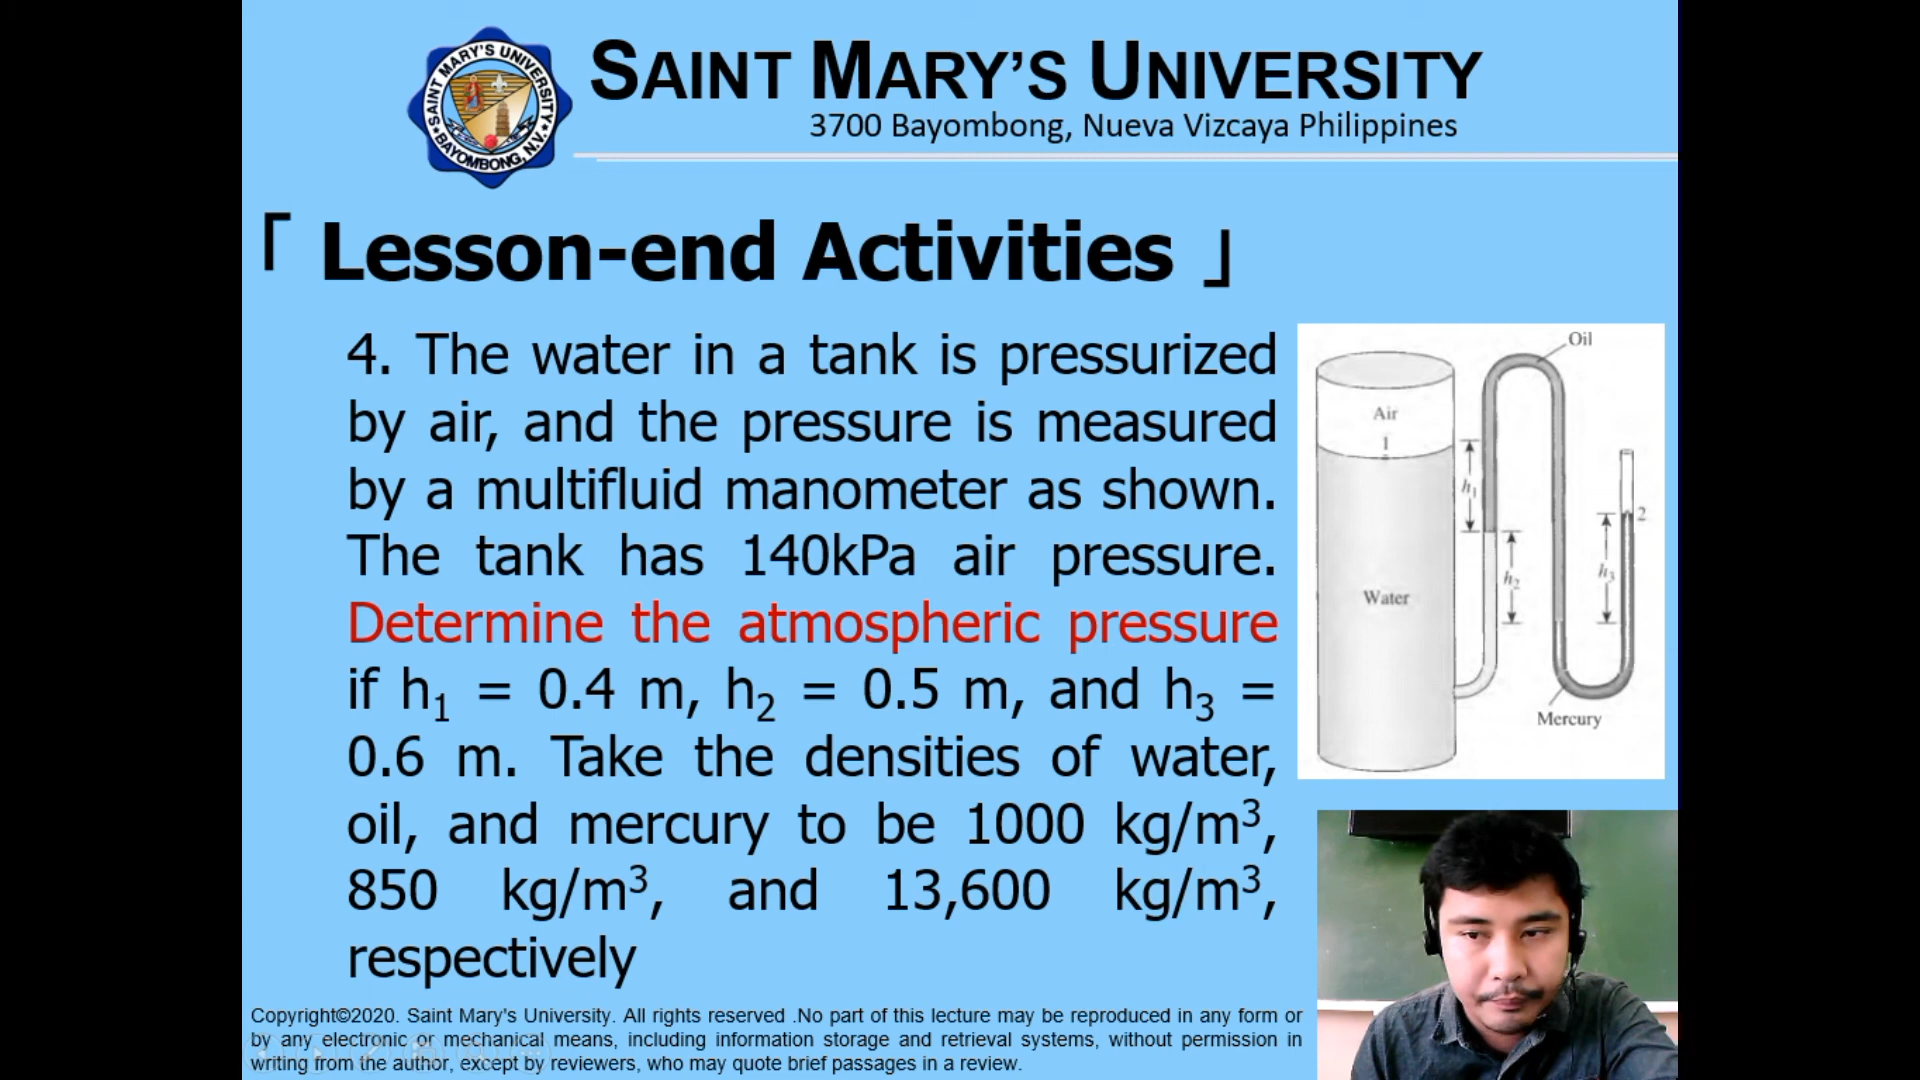 SAINT MARY'S UNIVERSITY
SAINT MARY'S UNIVERSITY
BAYOMBONG, N.V.
3700 Bayombong, Nueva Vizcaya Philippines
「 Lesson-end Activities 」
4. The water in a tank is pressurized
by air, and the pressure is measured
by a multifluid manometer as shown.
The tank has 140kPa air pressure.
Determine the atmospheric pressure
if h₁ = 0.4 m, h₂ = 0.5 m, and h₃ =
0.6 m. Take the densities of water,
oil, and mercury to be 1000 kg/m³,
850 kg/m³, and 13,600 kg/m³,
respectively
Oil
Air
1
h₁
2
h₂
h₃
Water
Mercury
Copyright©2020. Saint Mary's University. All rights reserved .No part of this lecture may be reproduced in any form or
by any electronic or mechanical means, including information storage and retrieval systems, without permission in
writing from the author, except by reviewers, who may quote brief passages in a review.